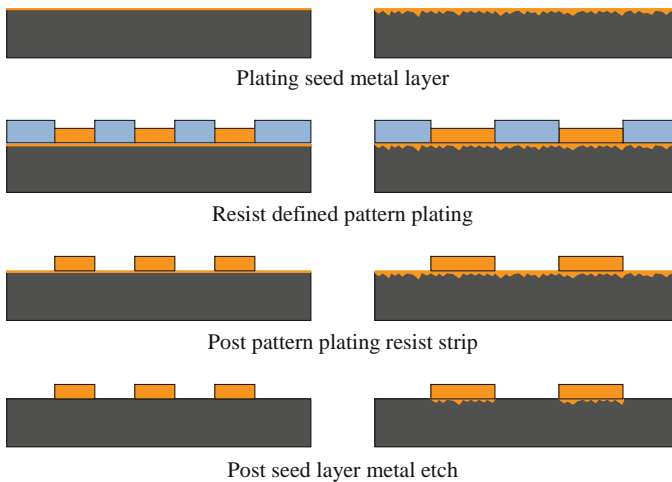 Plating seed metal layer
Resist defined pattern plating
Post pattern plating resist strip
Post seed layer metal etch